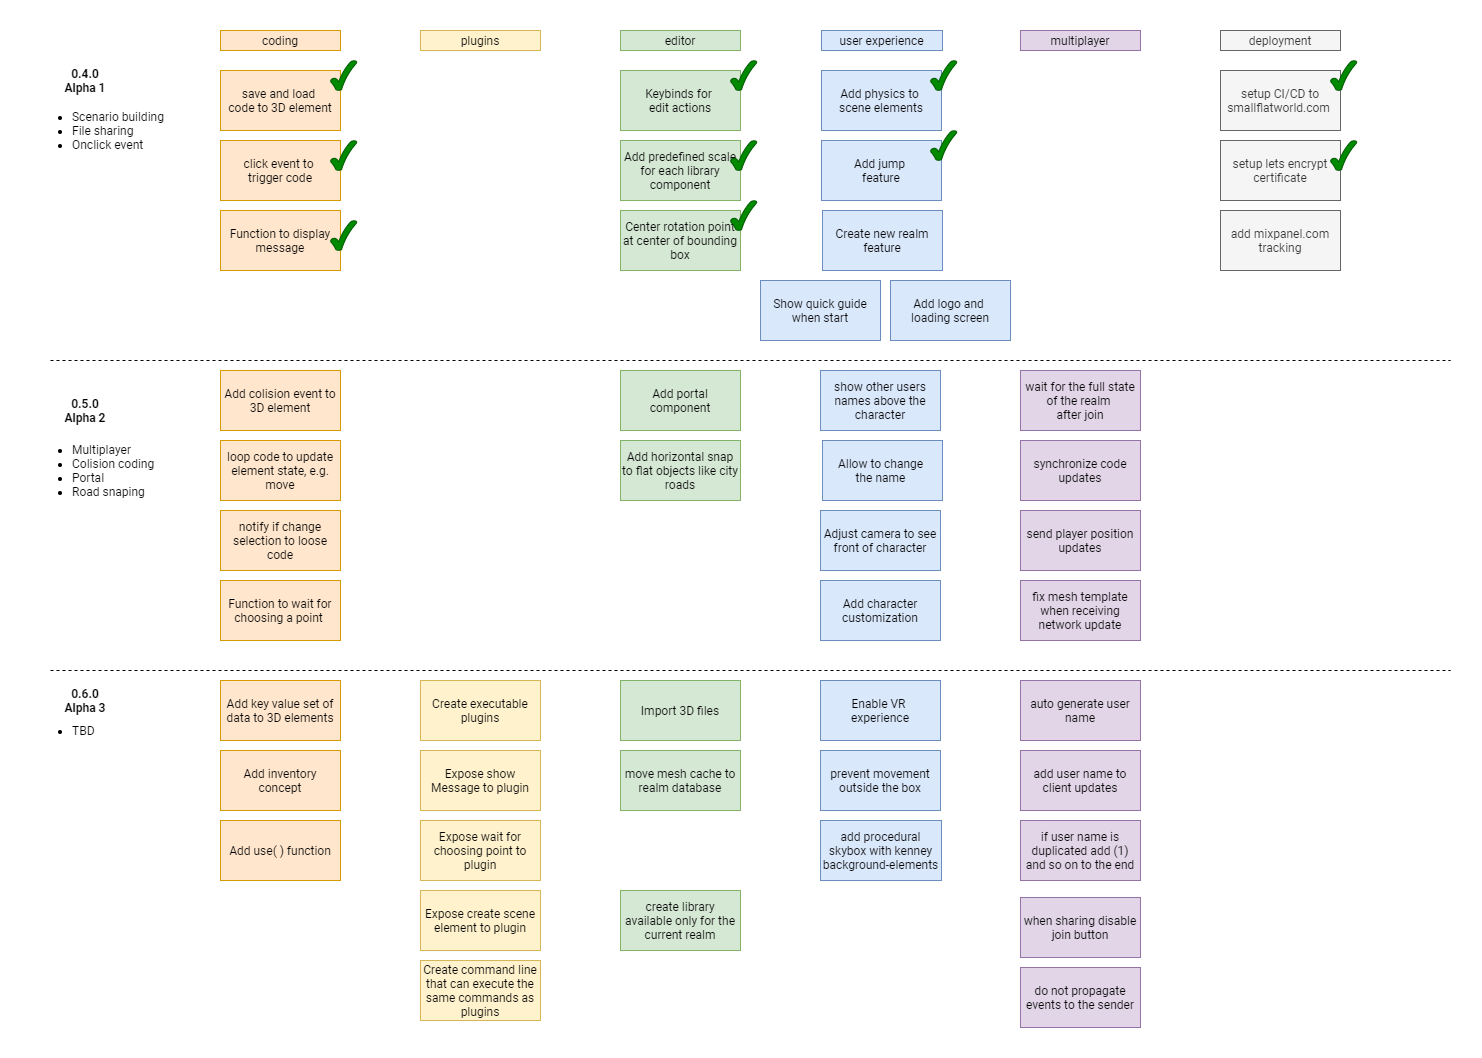 coding
plugins
editor
user experience
multiplayer
deployment
0.4.0
Alpha 1
Scenario building
File sharing
Onclick event
save and load
code to 3D element
Keybinds for
edit actions
Add physics to
scene elements
setup CI/CD to
smallflatworld.com
click event to
trigger code
Add predefined scale
for each library
component
Add jump
feature
setup lets encrypt
certificate
Function to display
message
Center rotation point
at center of bounding
box
Create new realm
feature
add mixpanel.com
tracking
Show quick guide
when start
Add logo and
loading screen
0.5.0
Alpha 2
Multiplayer
Colision coding
Portal
Road snaping
Add colision event to
3D element
Add portal
component
show other users
names above the
character
wait for the full state
of the realm
after join
loop code to update
element state, e.g.
move
Add horizontal snap
to flat objects like city
roads
Allow to change
the name
synchronize code
updates
notify if change
selection to loose
code
Adjust camera to see
front of character
send player position
updates
Function to wait for
choosing a point
Add character
customization
fix mesh template
when receiving
network update
0.6.0
Alpha 3
TBD
Add key value set of
data to 3D elements
Create executable
plugins
Import 3D files
Enable VR
experience
auto generate user
name
Add inventory
concept
Expose show
Message to plugin
move mesh cache to
realm database
prevent movement
outside the box
add user name to
client updates
Add use( ) function
Expose wait for
choosing point to
plugin
add procedural
skybox with kenney
background-elements
if user name is
duplicated add (1)
and so on to the end
Expose create scene
element to plugin
create library
available only for the
current realm
when sharing disable
join button
Create command line
that can execute the
same commands as
plugins
do not propagate
events to the sender